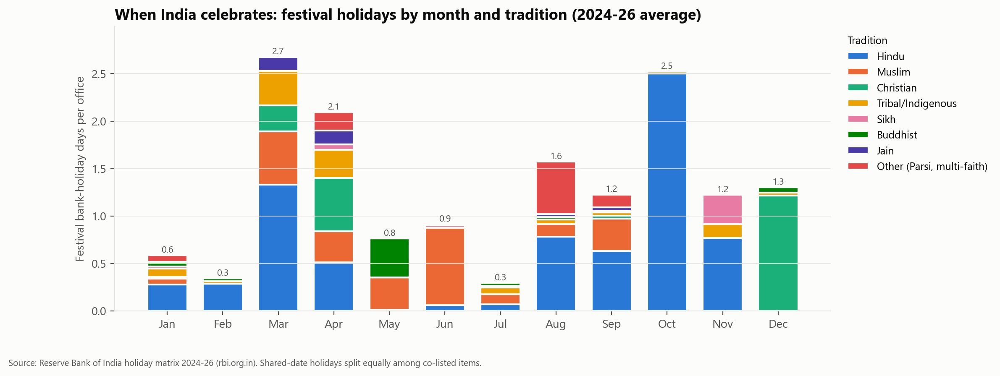 When India celebrates: festival holidays by month and tradition (2024-26 average)
Festival bank-holiday days per office
2.5
2.0
1.5
1.0
0.5
0.0
0.6
0.3
2.7
2.1
0.8
0.9
0.3
1.6
1.2
2.5
1.2
1.3
Jan
Feb
Mar
Apr
May
Jun
Jul
Aug
Sep
Oct
Nov
Dec
Tradition
Hindu
Muslim
Christian
Tribal/Indigenous
Sikh
Buddhist
Jain
Other (Parsi, multi-faith)
Source: Reserve Bank of India holiday matrix 2024-26 (rbi.org.in). Shared-date holidays split equally among co-listed items.